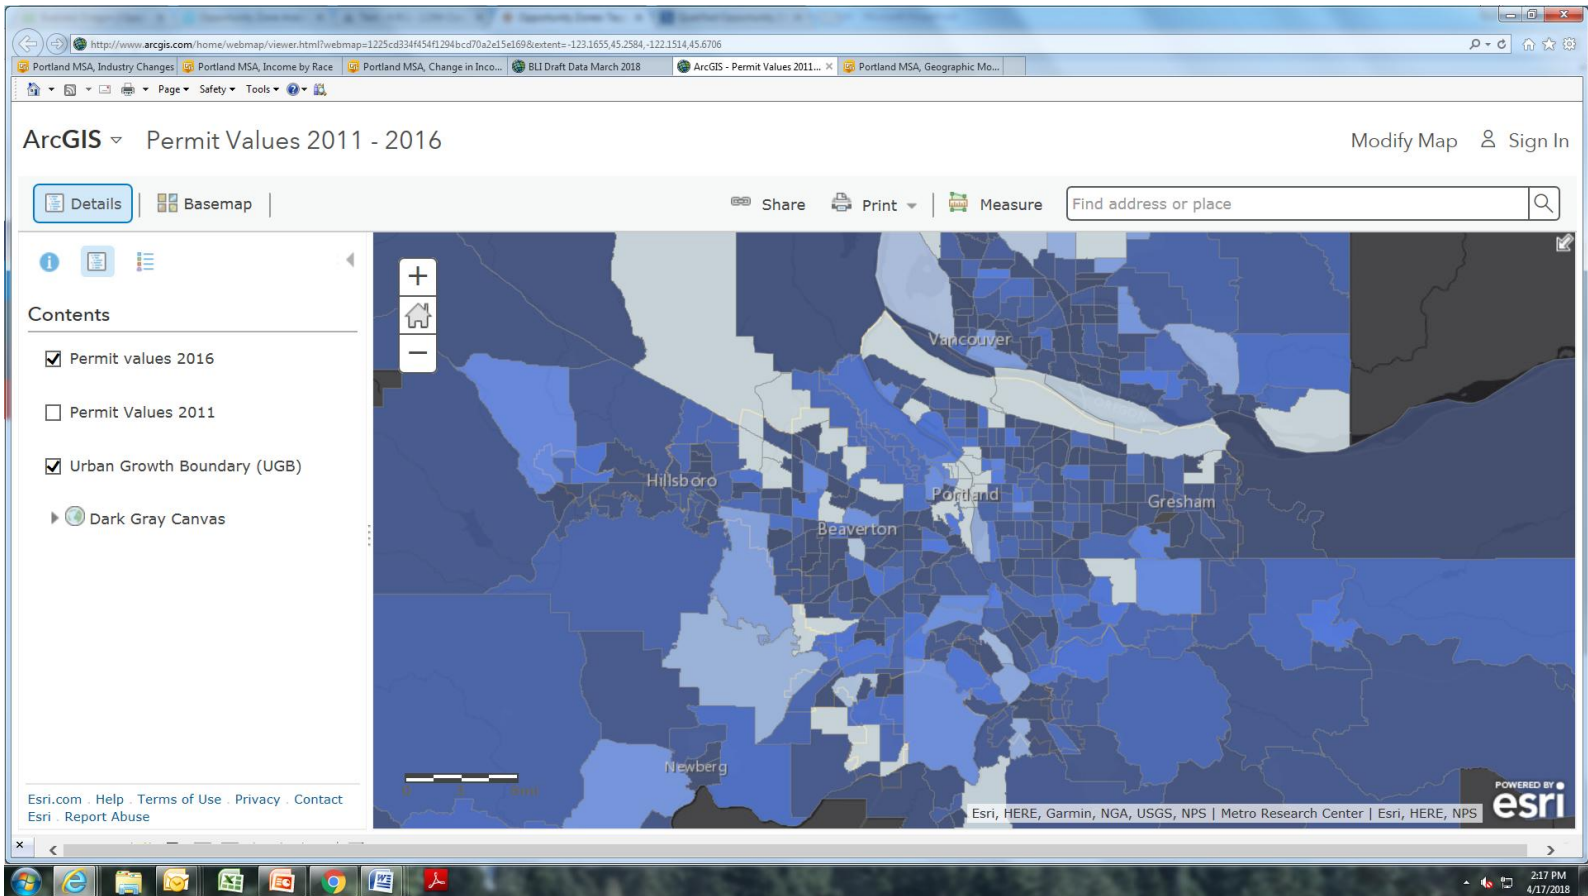 http://www.arcgis.com/home/webmap/viewer.html?webmap=1225cd334f454f1294bcd70a2e15e169&extent=-123.1655,45.2584,-122.1514,45.6706
Portland MSA, Industry Changes
Portland MSA, Income by Race
Portland MSA, Change in Inco...
BLI Draft Data March 2018
ArcGIS - Permit Values 2011...
Portland MSA, Geographic Mo...
Page Safety Tools
ArcGIS Permit Values 2011 - 2016
Modify Map Sign In
Details Basemap
Share Print Measure Find address or place
Contents
Permit values 2016
Permit Values 2011
Urban Growth Boundary (UGB)
Dark Gray Canvas
Vancouver
Hillsboro
Portland
Gresham
Beaverton
Newberg
Esri.com . Help . Terms of Use . Privacy . Contact
Esri . Report Abuse
Esri, HERE, Garmin, NGA, USGS, NPS | Metro Research Center | Esri, HERE, NPS
POWERED BY
esri
2:17 PM
4/17/2018